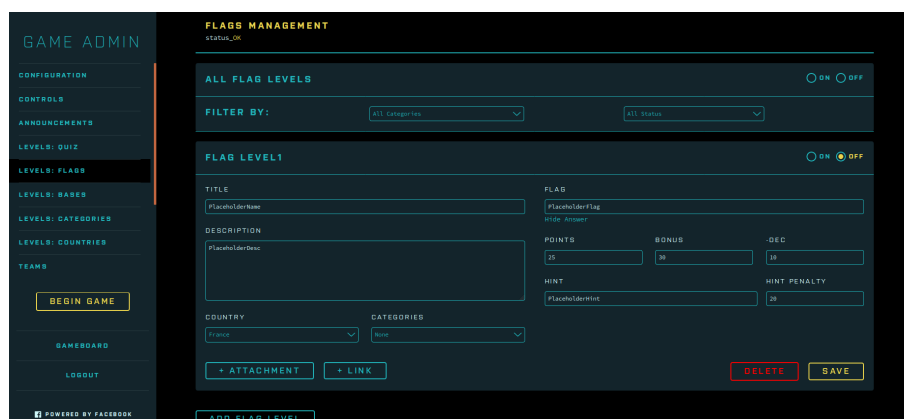 GAME ADMIN
CONFIGURATION
CONTROLS
ANNOUNCEMENTS
LEVELS: QUIZ
LEVELS: FLAGS
LEVELS: BASES
LEVELS: CATEGORIES
LEVELS: COUNTRIES
TEAMS
BEGIN GAME
GAMEBOARD
LOGOUT
POWERED BY FACEBOOK
FLAGS MANAGEMENT
status_OK
ALL FLAG LEVELS ON OFF
FILTER BY: All Categories All Status
FLAG LEVEL1 ON OFF
TITLE
PlaceholderName
DESCRIPTION
PlaceholderDesc
COUNTRY CATEGORIES
France None
FLAG
PlaceholderFlag
Hide Answer
POINTS BONUS -DEC
25 30 10
HINT HINT PENALTY
PlaceholderHint 20
+ ATTACHMENT + LINK DELETE SAVE
ADD FLAG LEVEL